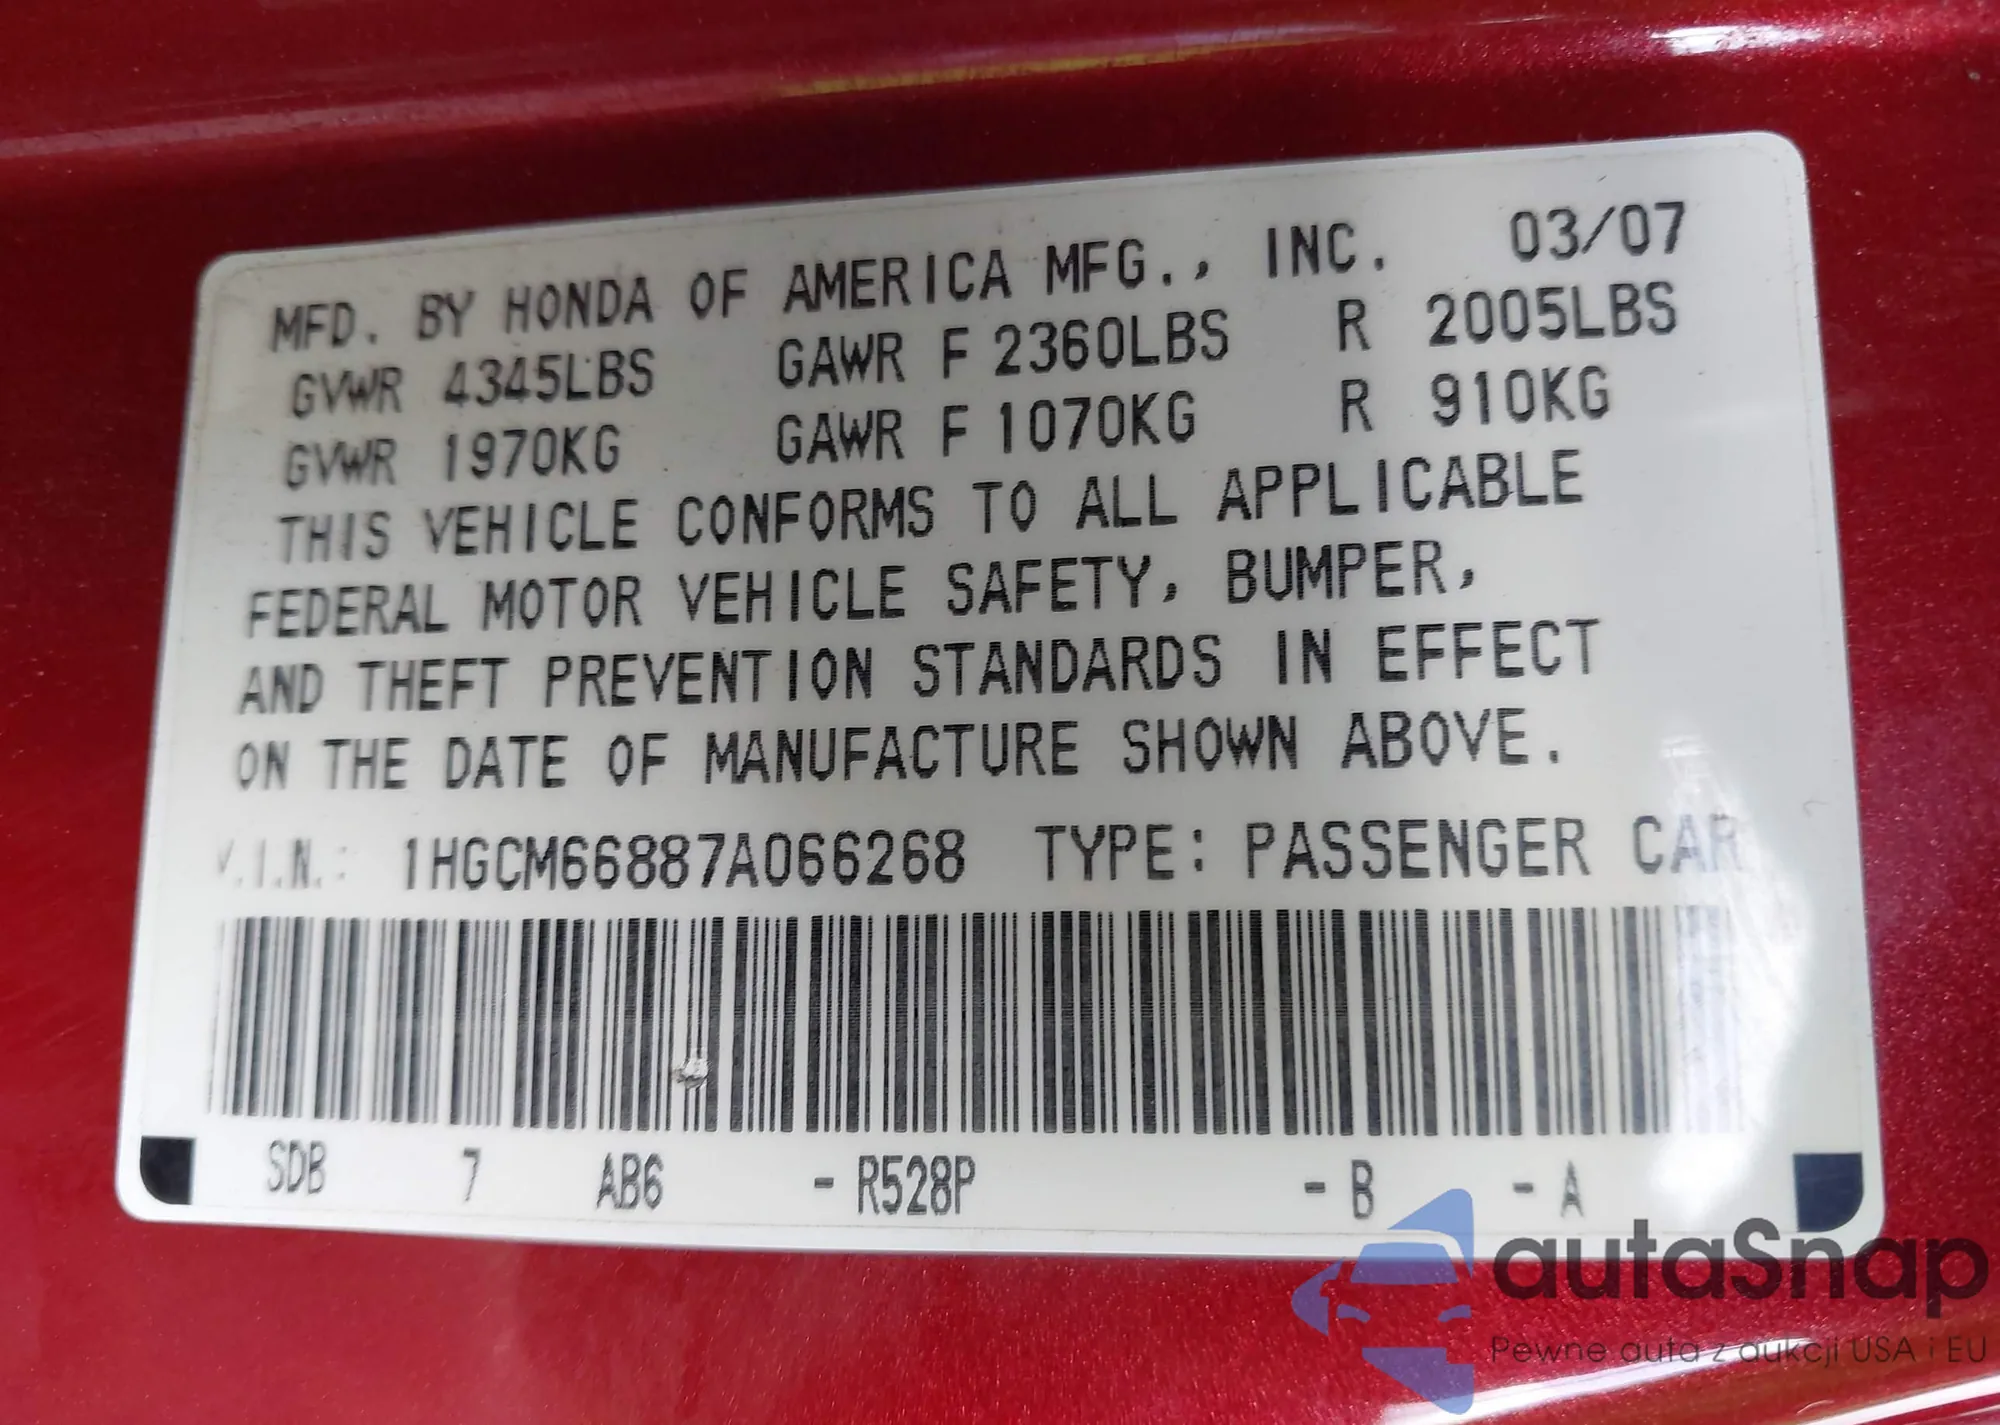 MFD. BY HONDA OF AMERICA MFG., INC. 03/07
GVWR 4345LBS GAWR F 2360LBS R 2005LBS
GVWR 1970KG GAWR F 1070KG R 910KG
THIS VEHICLE CONFORMS TO ALL APPLICABLE
FEDERAL MOTOR VEHICLE SAFETY, BUMPER,
AND THEFT PREVENTION STANDARDS IN EFFECT
ON THE DATE OF MANUFACTURE SHOWN ABOVE.
V.I.N.: 1HGCM66887A066268 TYPE: PASSENGER CAR
SDB 7 AB6 - R528P - B - A
autaSnap
Pewne auta z aukcji USA i EU